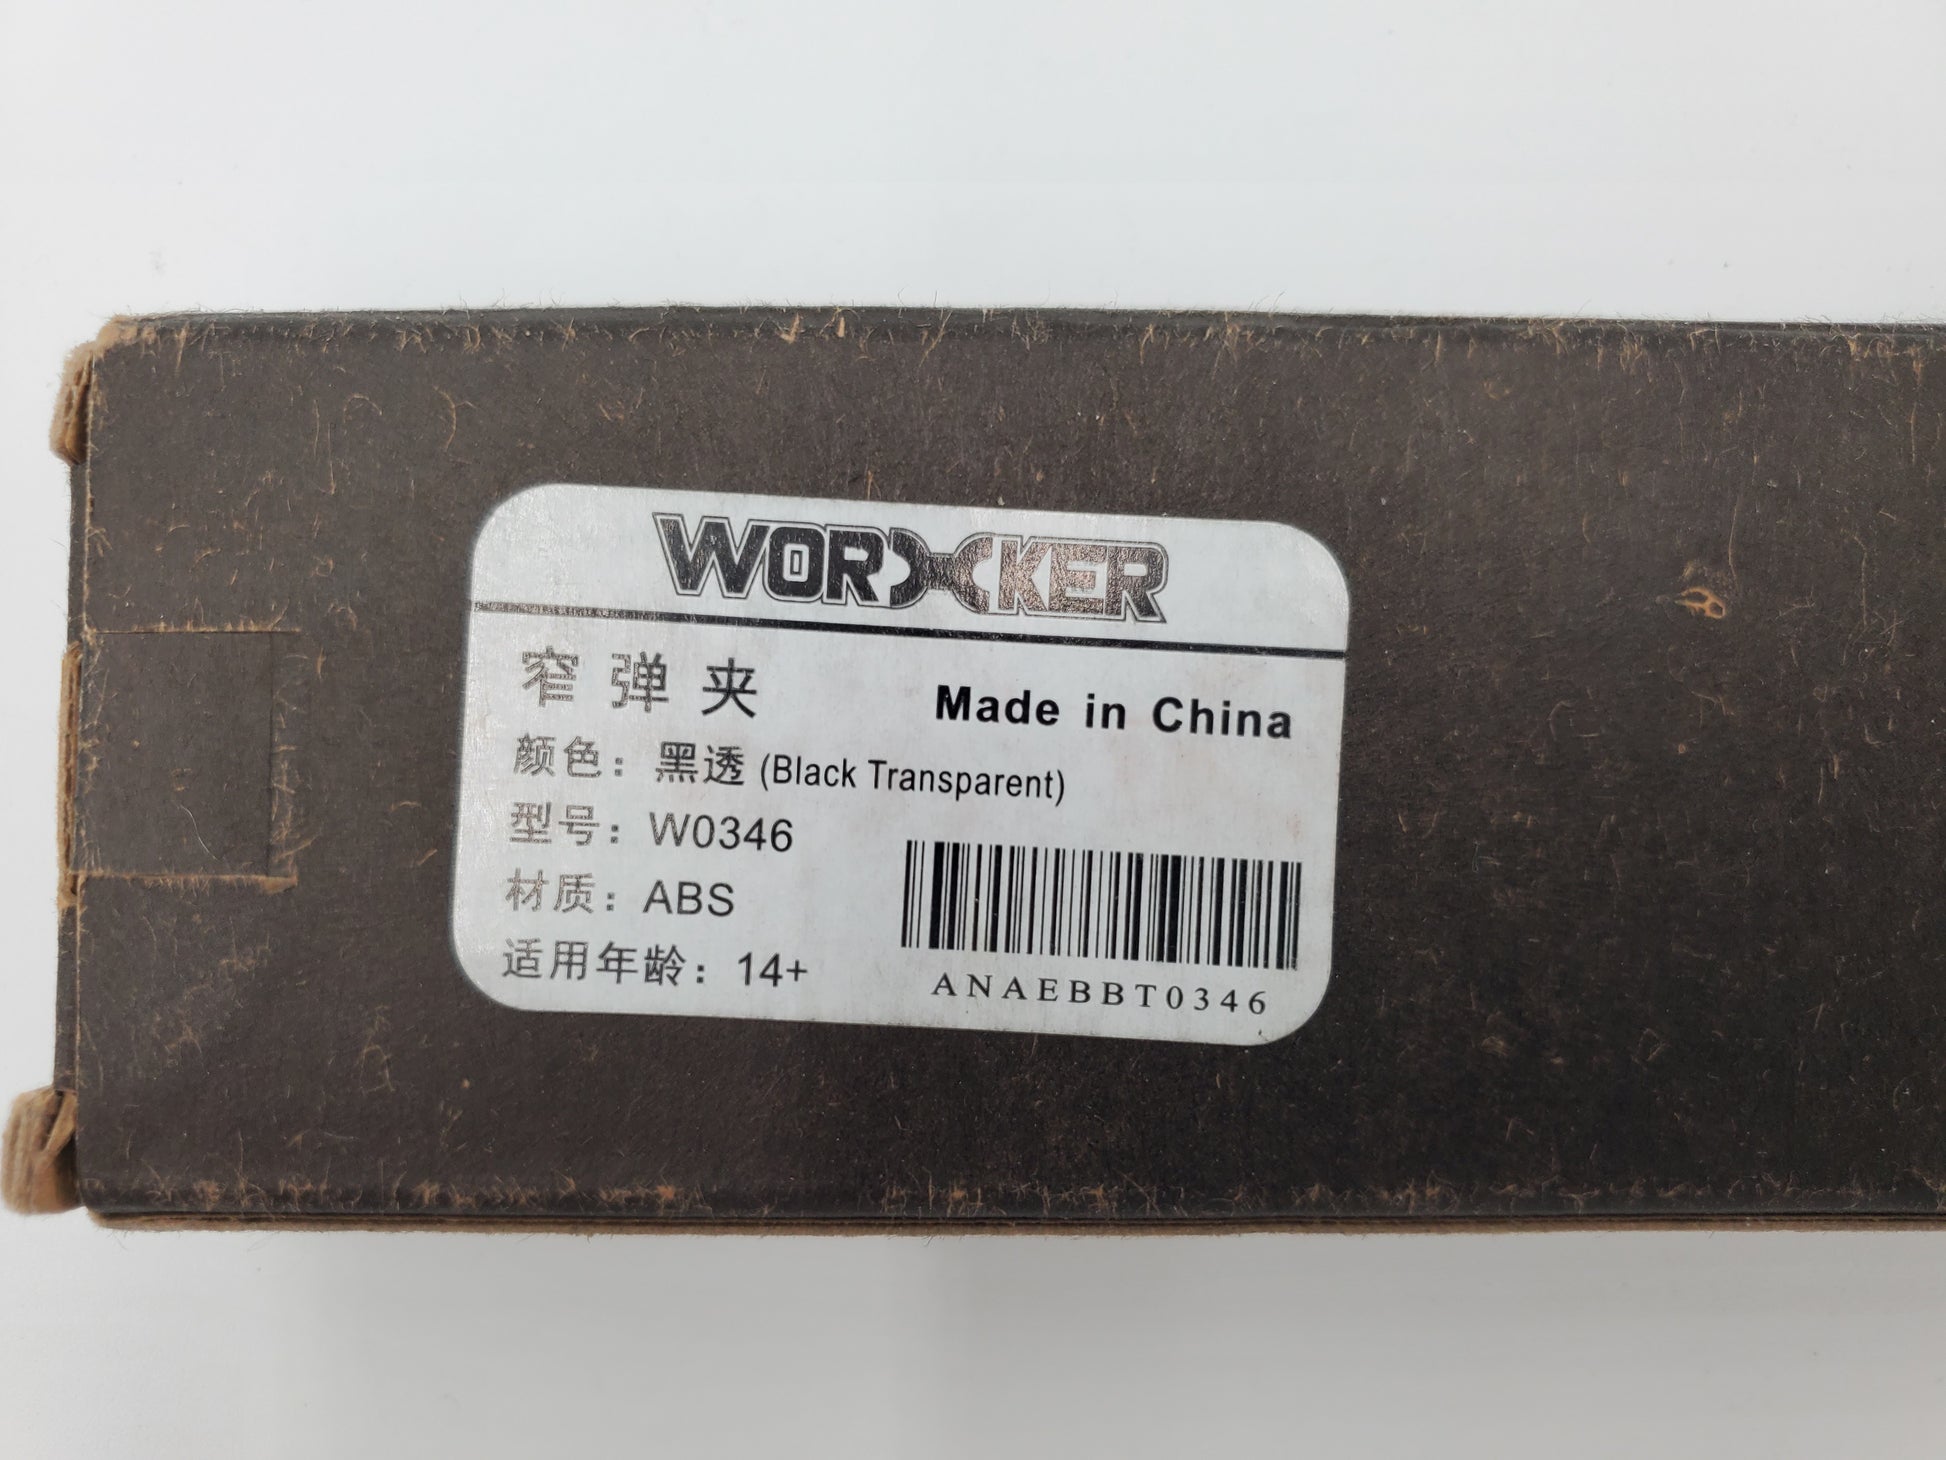 WORKER
窄弹夹
Made in China
颜色：黑透 (Black Transparent)
型号：W0346
材质：ABS
适用年龄：14+
ANAEBBT0346